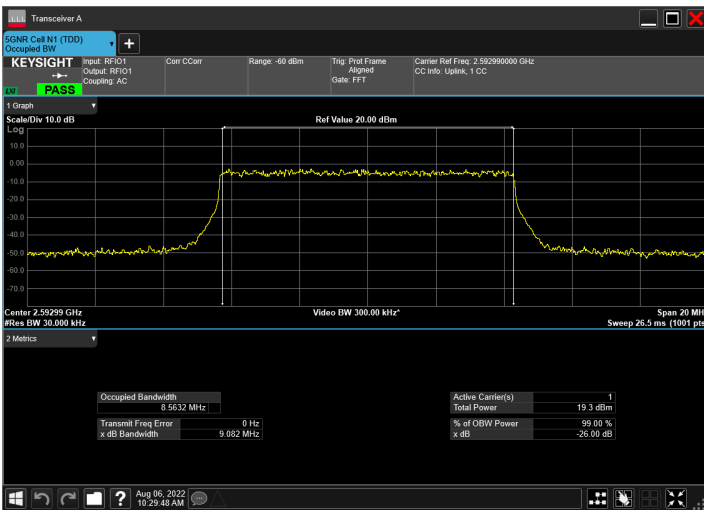 Transceiver A
5GNR Cell N1 (TDD)
Occupied BW
KEYSIGHT
LXI
PASS
Input: RFIO1
Output: RFIO1
Coupling: AC
Corr CCorr
Range: -60 dBm
Trig: Prot Frame
Aligned
Gate: FFT
Carrier Ref Freq: 2.592990000 GHz
CC Info: Uplink, 1 CC
1 Graph
Scale/Div 10.0 dB
Ref Value 20.00 dBm
Log
10.0
0.00
-10.0
-20.0
-30.0
-40.0
-50.0
-60.0
-70.0
Center 2.59299 GHz
Video BW 300.00 kHz*
Span 20 MH
#Res BW 30.000 kHz
Sweep 26.5 ms (1001 pts
2 Metrics
Occupied Bandwidth
8.5632 MHz
Transmit Freq Error 0 Hz
x dB Bandwidth 9.082 MHz
Active Carrier(s) 1
Total Power 19.3 dBm
% of OBW Power 99.00 %
x dB -26.00 dB
Aug 06, 2022
10:29:48 AM